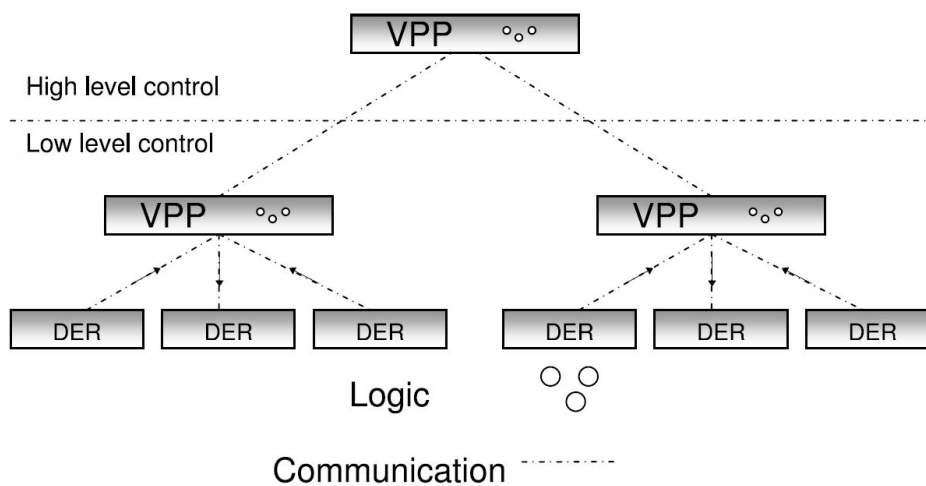 VPP
High level control
Low level control
VPP VPP
DER DER DER DER DER DER
Logic
Communication